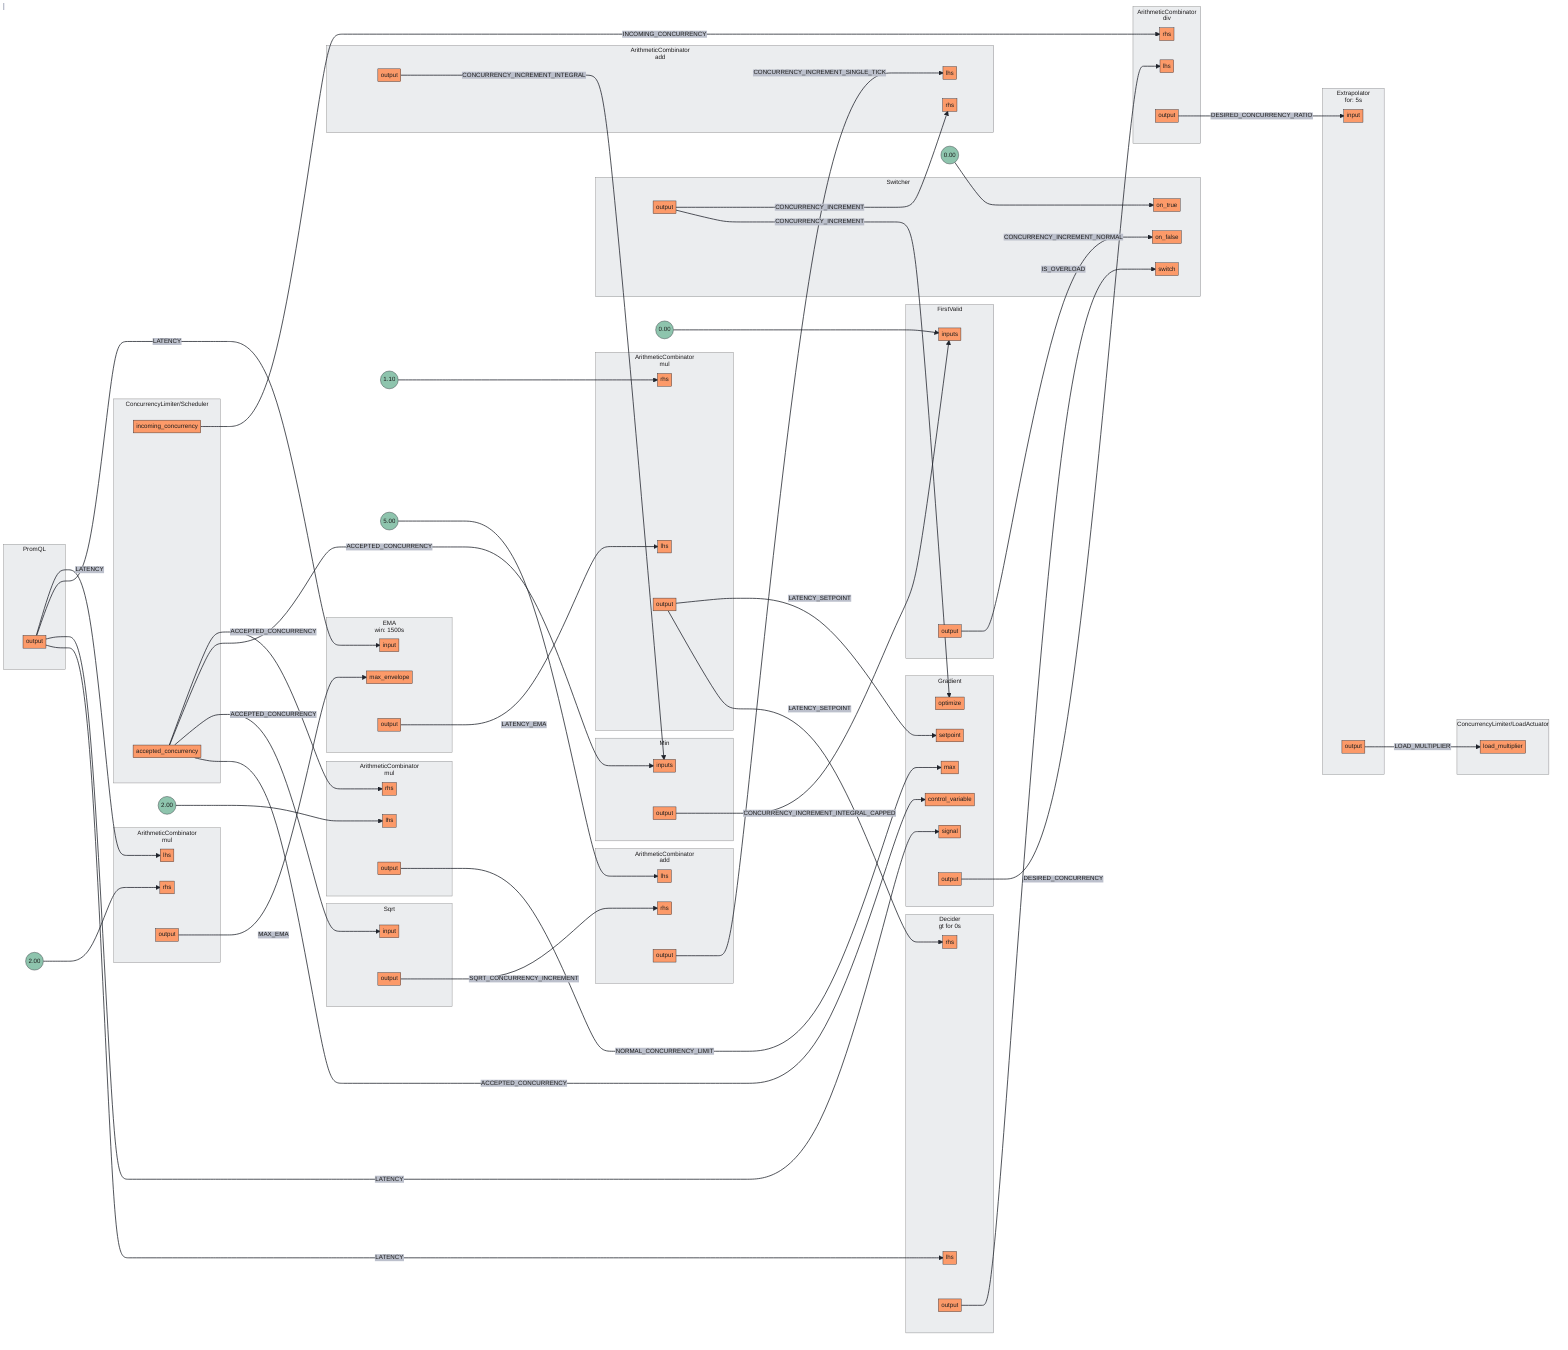 ArithmeticCombinator
div
rhs
lhs
output
INCOMING_CONCURRENCY
ArithmeticCombinator
add
output
CONCURRENCY_INCREMENT_INTEGRAL
CONCURRENCY_INCREMENT_SINGLE_TICK
lhs
rhs
DESIRED_CONCURRENCY_RATIO
Extrapolator
for: 5s
input
output
0.00
Switcher
output
CONCURRENCY_INCREMENT
CONCURRENCY_INCREMENT
on_true
CONCURRENCY_INCREMENT_NORMAL
on_false
IS_OVERLOAD
switch
FirstValid
inputs
output
0.00
LATENCY
ArithmeticCombinator
mul
1.10
rhs
lhs
output
ConcurrencyLimiter/Scheduler
incoming_concurrency
accepted_concurrency
5.00
ACCEPTED_CONCURRENCY
PromQL
output
LATENCY
LATENCY_SETPOINT
ACCEPTED_CONCURRENCY
EMA
win: 1500s
input
max_envelope
output
LATENCY_EMA
Gradient
optimize
setpoint
max
control_variable
signal
output
LATENCY_SETPOINT
ACCEPTED_CONCURRENCY
Min
inputs
output
CONCURRENCY_INCREMENT_INTEGRAL_CAPPED
ConcurrencyLimiter/LoadActuator
LOAD_MULTIPLIER
load_multiplier
ArithmeticCombinator
mul
rhs
lhs
output
2.00
ArithmeticCombinator
mul
lhs
rhs
output
MAX_EMA
2.00
ArithmeticCombinator
add
lhs
rhs
output
DESIRED_CONCURRENCY
Sqrt
input
output
SQRT_CONCURRENCY_INCREMENT
Decider
gt for 0s
rhs
lhs
output
NORMAL_CONCURRENCY_LIMIT
ACCEPTED_CONCURRENCY
LATENCY
LATENCY